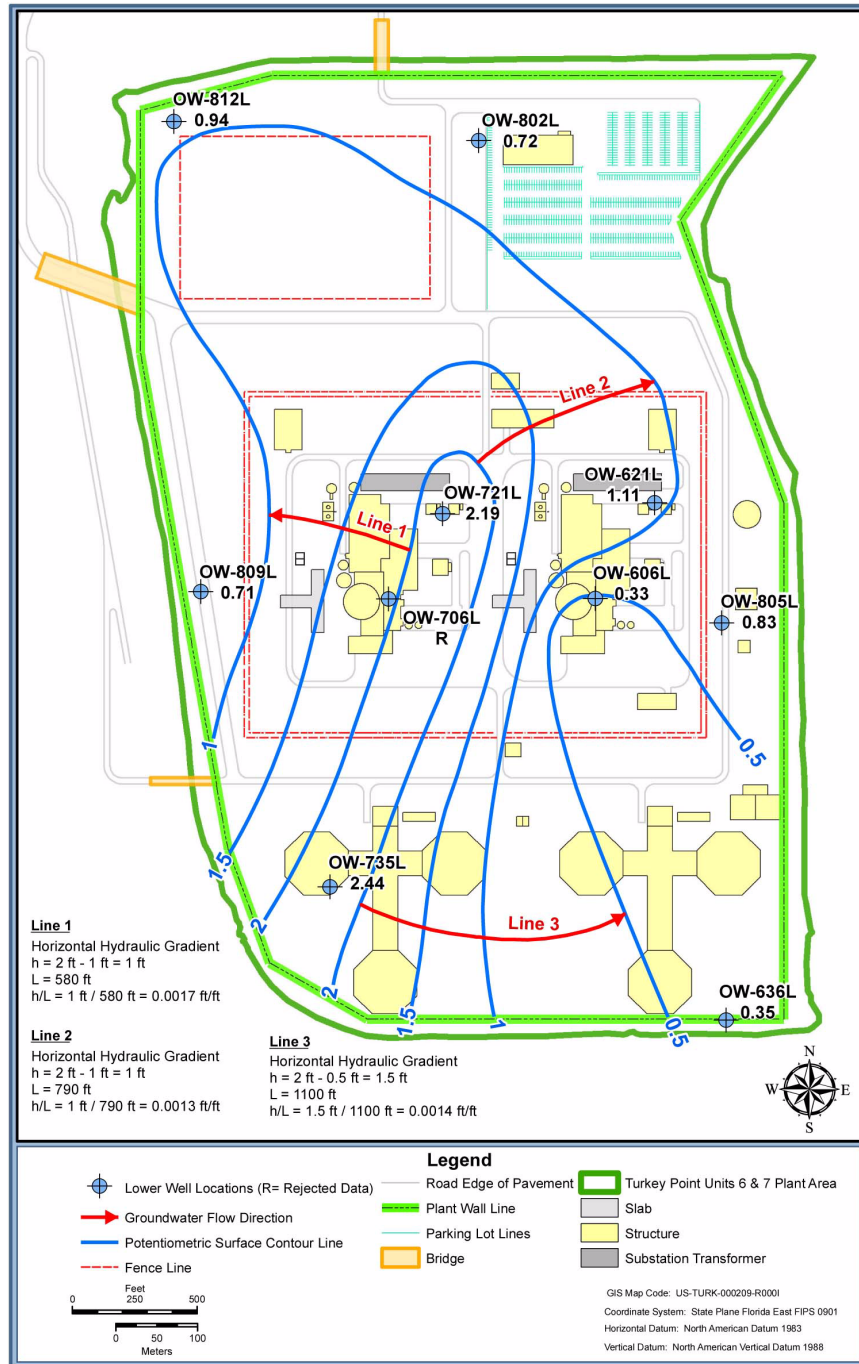 OW-812L
0.94
OW-802L
0.72
Line 2
OW-621L
1.11
OW-721L
2.19
Line 1
OW-809L
0.71
OW-606L
0.33
OW-805L
0.83
OW-706L
R
1
0.5
1.5
OW-735L
2.44
2
Line 3
2
1.5
1
0.5
OW-636L
0.35
Line 1
Horizontal Hydraulic Gradient
h = 2 ft - 1 ft = 1 ft
L = 580 ft
h/L = 1 ft / 580 ft = 0.0017 ft/ft
Line 2
Horizontal Hydraulic Gradient
h = 2 ft - 1 ft = 1 ft
L = 790 ft
h/L = 1 ft / 790 ft = 0.0013 ft/ft
Line 3
Horizontal Hydraulic Gradient
h = 2 ft - 0.5 ft = 1.5 ft
L = 1100 ft
h/L = 1.5 ft / 1100 ft = 0.0014 ft/ft
N
W E
S
Legend
Lower Well Locations (R= Rejected Data)
Groundwater Flow Direction
Potentiometric Surface Contour Line
Fence Line
Road Edge of Pavement
Plant Wall Line
Parking Lot Lines
Bridge
Turkey Point Units 6 & 7 Plant Area
Slab
Structure
Substation Transformer
Feet
0 250 500
0 50 100
Meters
GIS Map Code: US-TURK-000209-R000I
Coordinate System: State Plane Florida East FIPS 0901
Horizontal Datum: North American Datum 1983
Vertical Datum: North American Vertical Datum 1988